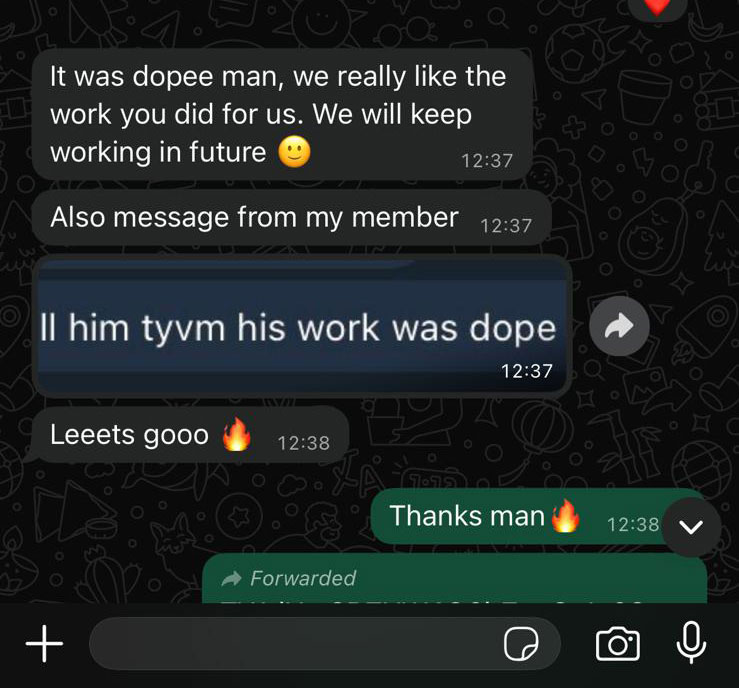 It was dopee man, we really like the
work you did for us. We will keep
working in future 🙂
12:37
Also message from my member
12:37
ll him tyvm his work was dope
12:37
Leeets gooo 🔥
12:38
Thanks man🔥
12:38
Forwarded